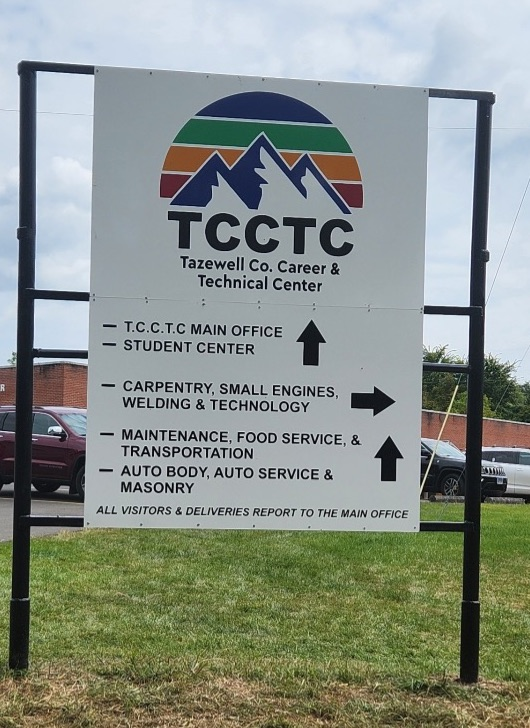 TCCTC
Tazewell Co. Career &
Technical Center
– T.C.C.T.C MAIN OFFICE
– STUDENT CENTER
– CARPENTRY, SMALL ENGINES,
WELDING & TECHNOLOGY
– MAINTENANCE, FOOD SERVICE, &
TRANSPORTATION
– AUTO BODY, AUTO SERVICE &
MASONRY
ALL VISITORS & DELIVERIES REPORT TO THE MAIN OFFICE